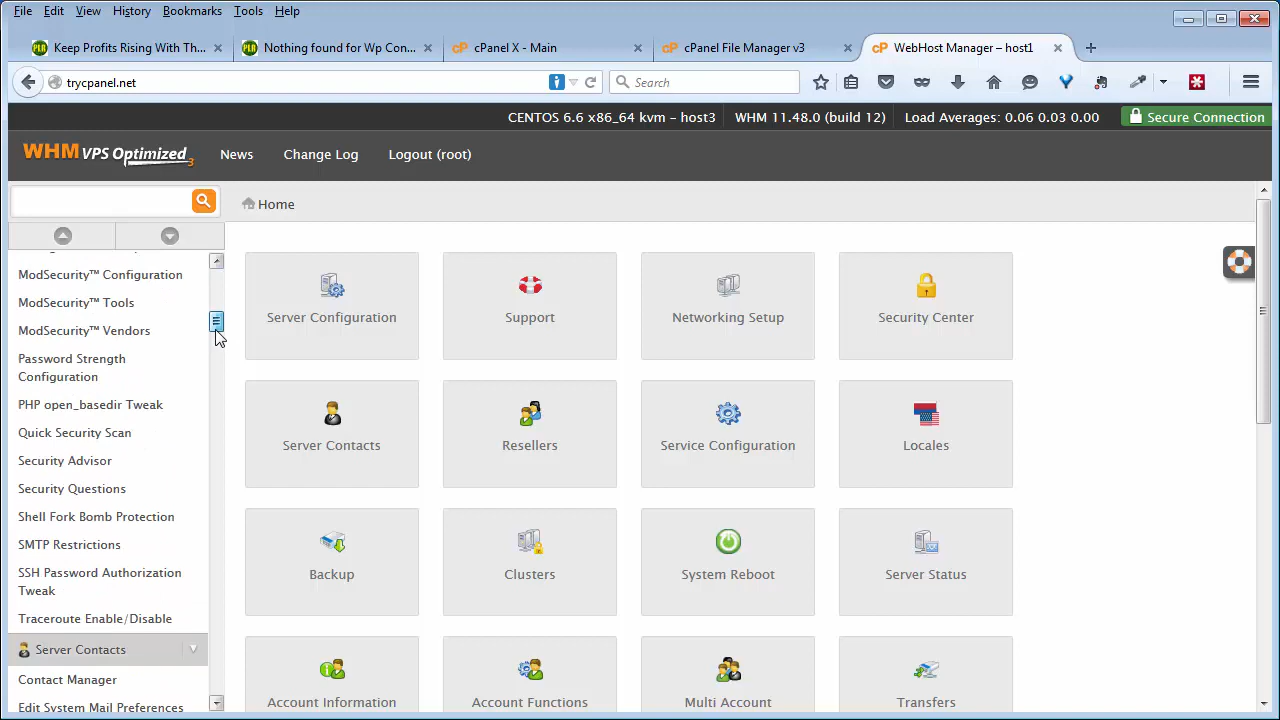 File Edit View History Bookmarks Tools Help
Keep Profits Rising With Th...
Nothing found for Wp Con...
cPanel X - Main
cPanel File Manager v3
WebHost Manager – host1
trycpanel.net
Search
CENTOS 6.6 x86_64 kvm – host3
WHM 11.48.0 (build 12)
Load Averages: 0.06 0.03 0.00
Secure Connection
WHM VPS Optimized 3
News
Change Log
Logout (root)
Home
ModSecurity™ Configuration
ModSecurity™ Tools
ModSecurity™ Vendors
Password Strength
Configuration
PHP open_basedir Tweak
Quick Security Scan
Security Advisor
Security Questions
Shell Fork Bomb Protection
SMTP Restrictions
SSH Password Authorization
Tweak
Traceroute Enable/Disable
Server Contacts
Contact Manager
Edit System Mail Preferences
Server Configuration
Support
Networking Setup
Security Center
Server Contacts
Resellers
Service Configuration
Locales
Backup
Clusters
System Reboot
Server Status
Account Information
Account Functions
Multi Account
Transfers